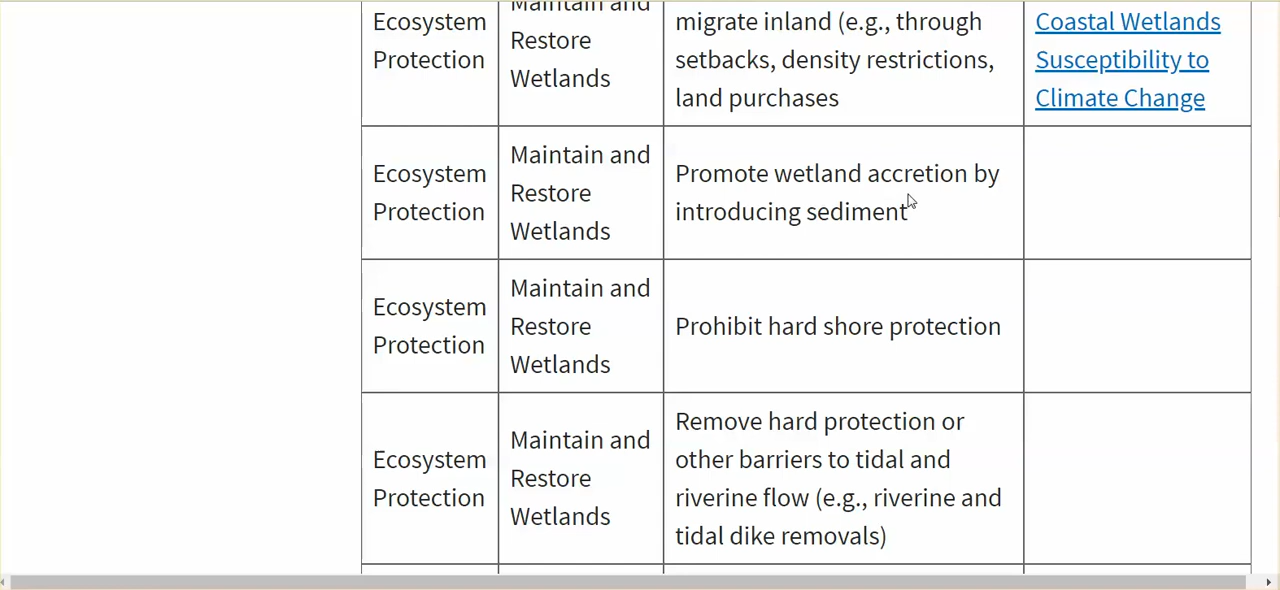 Ecosystem
Protection
Maintain and
Restore
Wetlands
migrate inland (e.g., through
setbacks, density restrictions,
land purchases
Coastal Wetlands
Susceptibility to
Climate Change
Ecosystem
Protection
Maintain and
Restore
Wetlands
Promote wetland accretion by
introducing sediment
Ecosystem
Protection
Maintain and
Restore
Wetlands
Prohibit hard shore protection
Ecosystem
Protection
Maintain and
Restore
Wetlands
Remove hard protection or
other barriers to tidal and
riverine flow (e.g., riverine and
tidal dike removals)